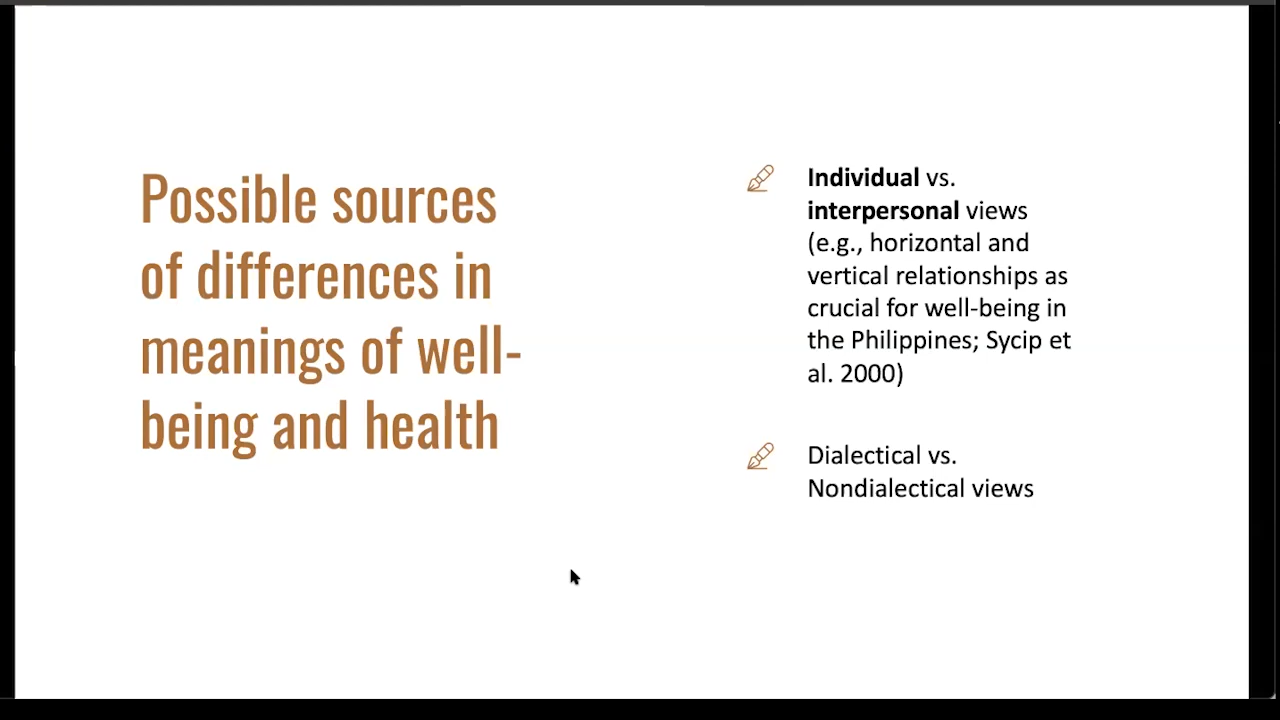 Possible sources
of differences in
meanings of well-
being and health
Individual vs.
interpersonal views
(e.g., horizontal and
vertical relationships as
crucial for well-being in
the Philippines; Sycip et
al. 2000)
Dialectical vs.
Nondialectical views